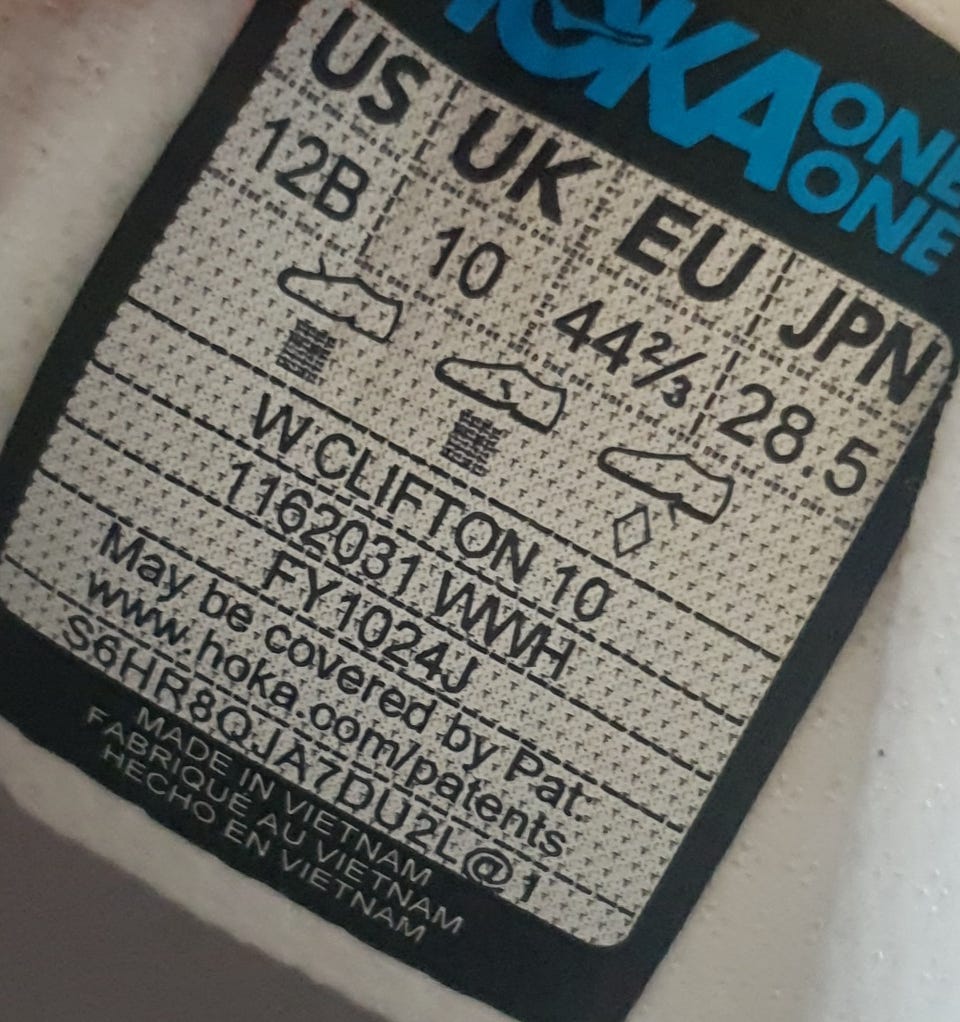 HOKA ONE ONE
US UK EU JPN
12B 10 44⅔ 28.5
W CLIFTON 10
1162031 WWH
FY1024J
May be covered by Pat.
www.hoka.com/patents
S6HR8QJA7DU2L@1
MADE IN VIETNAM
FABRIQUÉ AU VIETNAM
HECHO EN VIETNAM